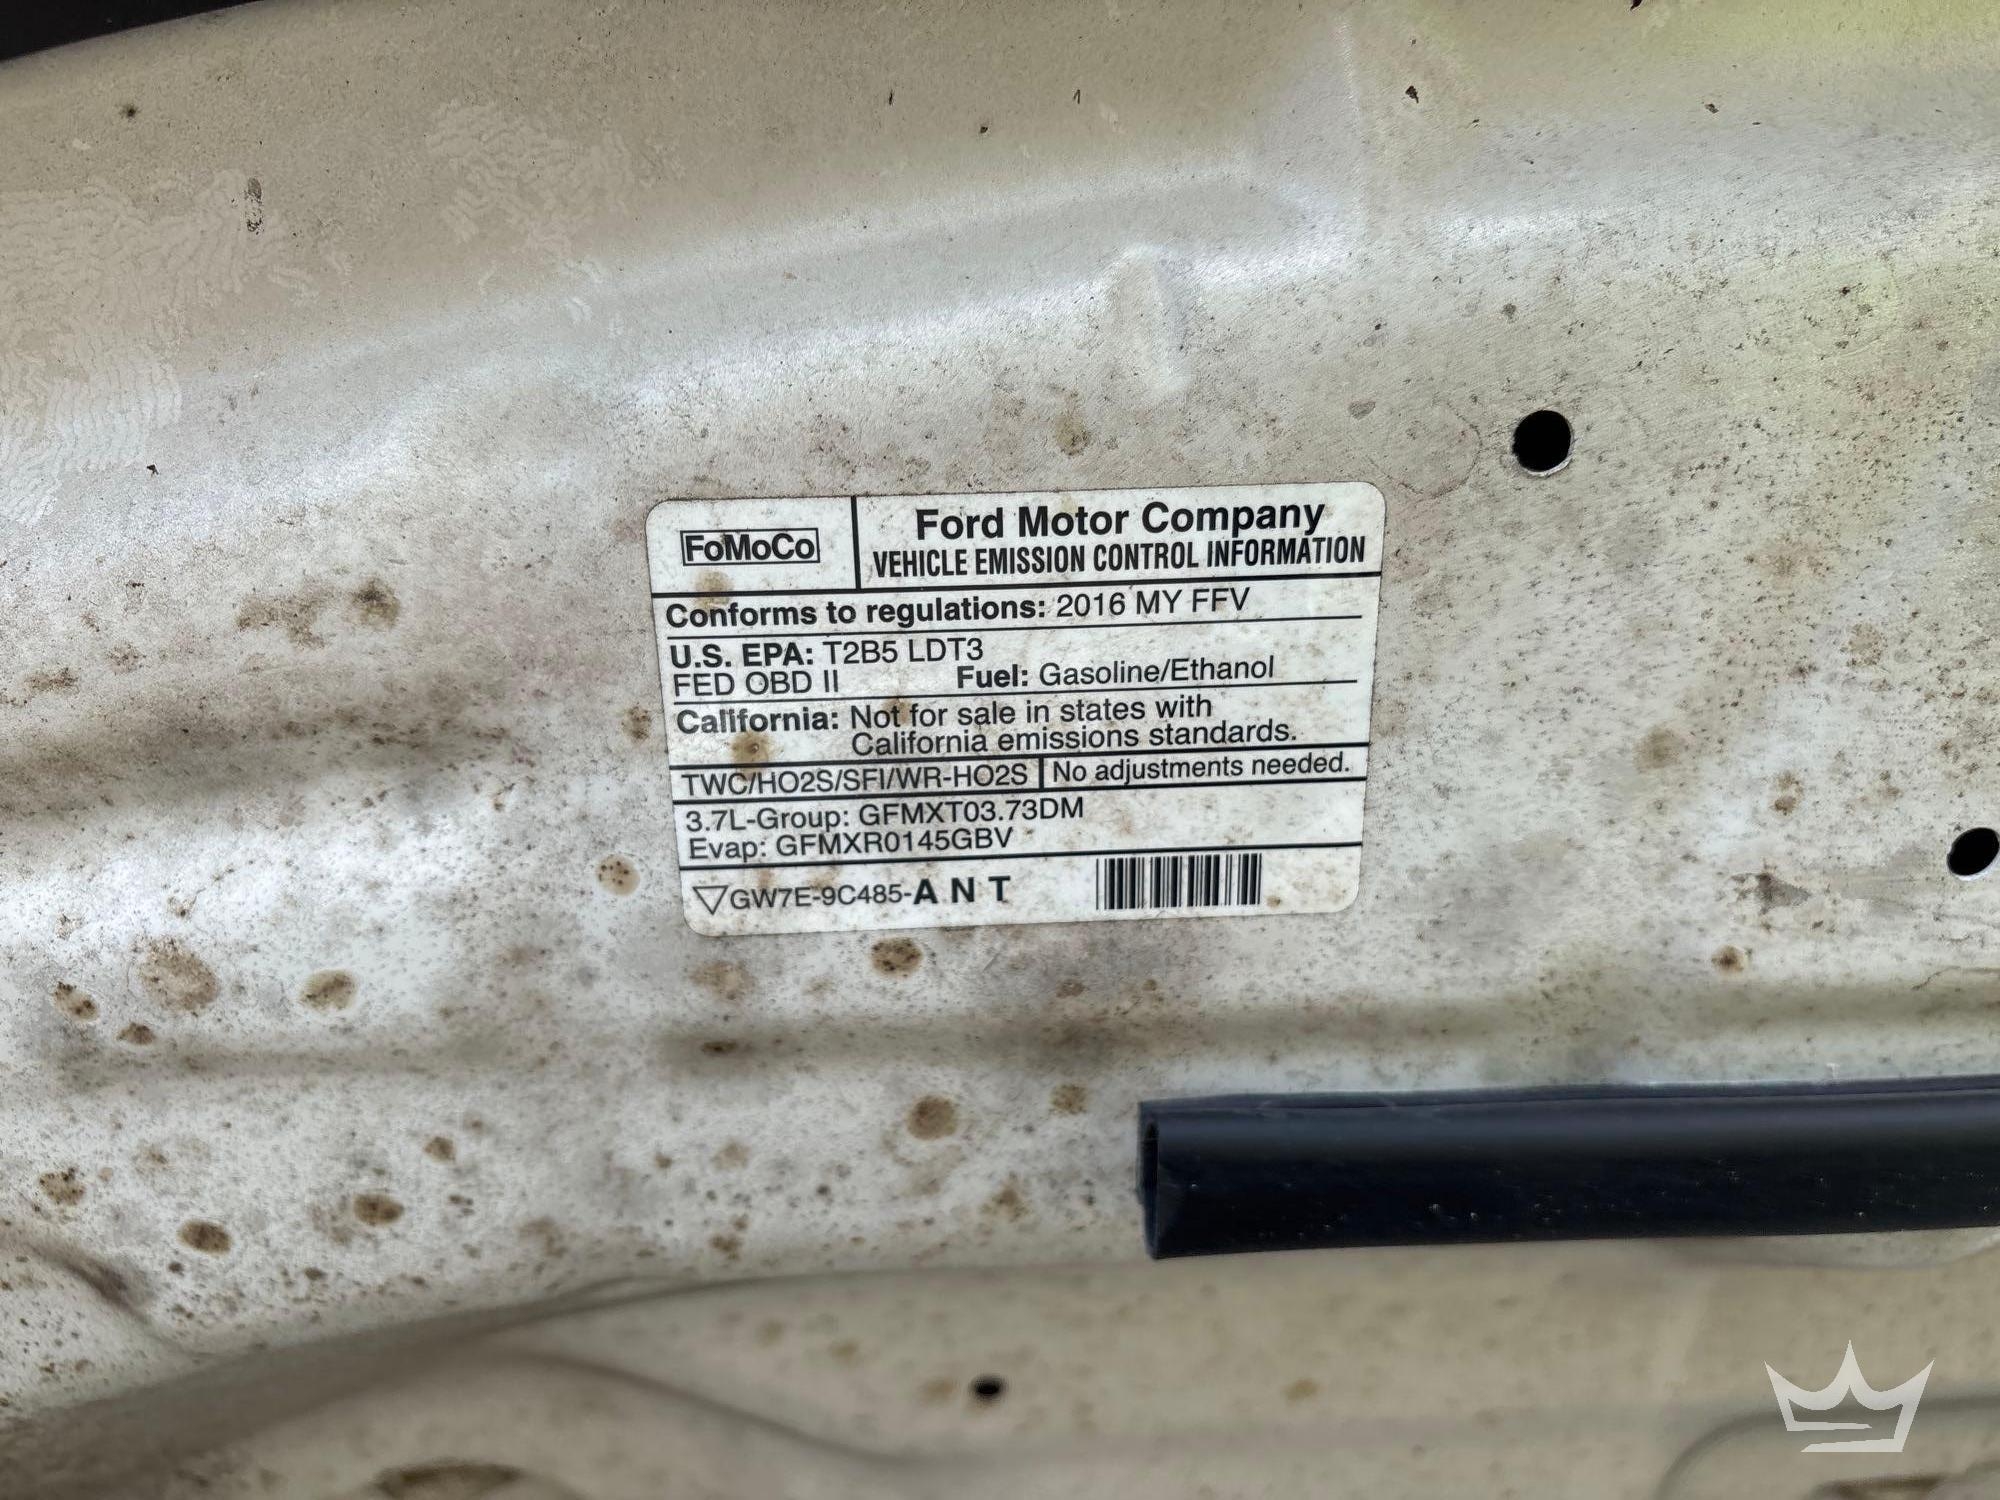 FoMoCo
Ford Motor Company
VEHICLE EMISSION CONTROL INFORMATION
Conforms to regulations: 2016 MY FFV
U.S. EPA: T2B5 LDT3
FED OBD II Fuel: Gasoline/Ethanol
California: Not for sale in states with
California emissions standards.
TWC/HO2S/SFI/WR-HO2S No adjustments needed.
3.7L-Group: GFMXT03.73DM
Evap: GFMXR0145GBV
GW7E-9C485-A N T